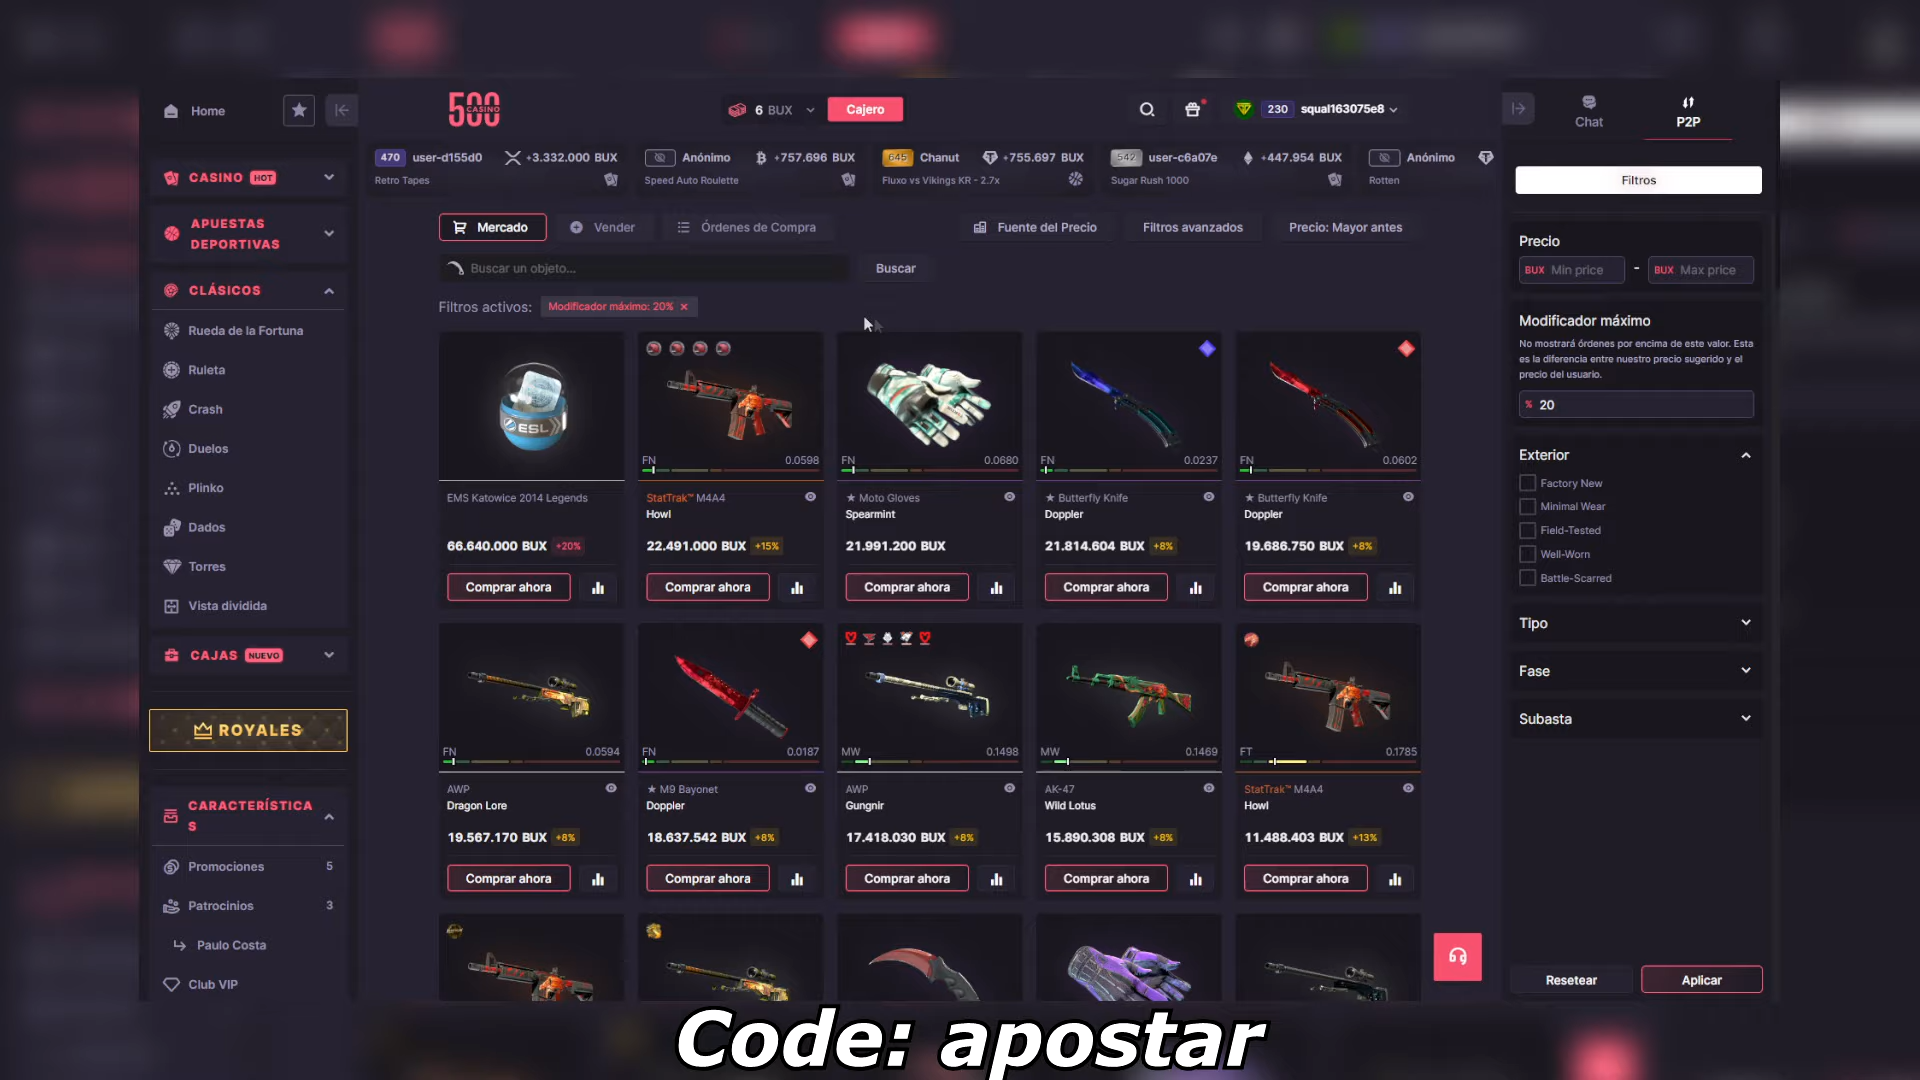 Home
CASINO HOT
APUESTAS
DEPORTIVAS
CLÁSICOS
Rueda de la Fortuna
Ruleta
Crash
Duelos
Plinko
Dados
Torres
Vista dividida
CAJAS NUEVO
ROYALES
CARACTERÍSTICA
S
Promociones 5
Patrocinios 3
Paulo Costa
Club VIP
500
CASINO
6 BUX
Cajero
230 squal163075e8
470 user-d155d0 +3.332.000 BUX
Retro Tapes
Anónimo +757.696 BUX
Speed Auto Roulette
645 Chanut +755.697 BUX
Fluxo vs Vikings KR - 2.7x
542 user-c6a07e +447.954 BUX
Sugar Rush 1000
Anónimo
Rotten
Mercado
Vender
Órdenes de Compra
Fuente del Precio
Filtros avanzados
Precio: Mayor antes
Buscar un objeto...
Buscar
Filtros activos: Modificador máximo: 20% ×
ESL
EMS Katowice 2014 Legends
66.640.000 BUX +20%
Comprar ahora
FN 0.0598
StatTrak™ M4A4
Howl
22.491.000 BUX +15%
Comprar ahora
FN 0.0680
★ Moto Gloves
Spearmint
21.991.200 BUX
Comprar ahora
FN 0.0237
★ Butterfly Knife
Doppler
21.814.604 BUX +8%
Comprar ahora
FN 0.0602
★ Butterfly Knife
Doppler
19.686.750 BUX +8%
Comprar ahora
FN 0.0594
AWP
Dragon Lore
19.567.170 BUX +8%
Comprar ahora
FN 0.0187
★ M9 Bayonet
Doppler
18.637.542 BUX +8%
Comprar ahora
MW 0.1498
AWP
Gungnir
17.418.030 BUX +8%
Comprar ahora
MW 0.1469
AK-47
Wild Lotus
15.890.308 BUX +8%
Comprar ahora
FT 0.1785
StatTrak™ M4A4
Howl
11.488.403 BUX +13%
Comprar ahora
Chat
P2P
Filtros
Precio
BUX Min price - BUX Max price
Modificador máximo
No mostrará órdenes por encima de este valor. Esta
es la diferencia entre nuestro precio sugerido y el
precio del usuario.
% 20
Exterior
Factory New
Minimal Wear
Field-Tested
Well-Worn
Battle-Scarred
Tipo
Fase
Subasta
Resetear
Aplicar
Code: apostar